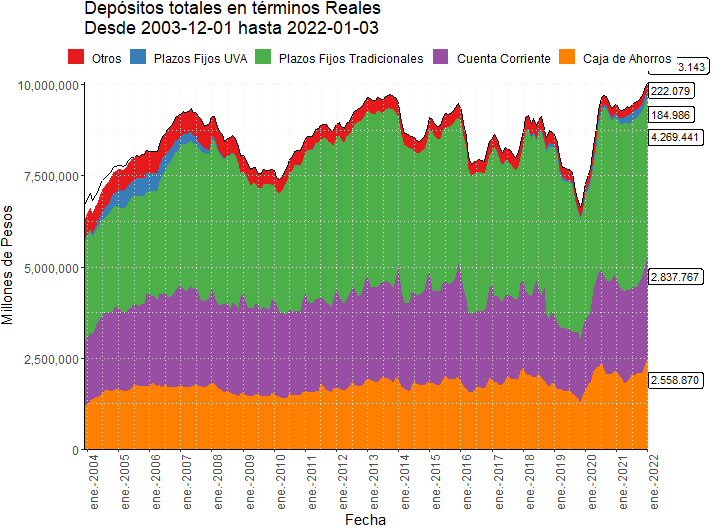 Depósitos totales en términos Reales
Desde 2003-12-01 hasta 2022-01-03
Otros
Plazos Fijos UVA
Plazos Fijos Tradicionales
Cuenta Corriente
Caja de Ahorros
3.143
10,000,000
222.079
184.986
4.269.441
7,500,000
5,000,000
2.837.767
2,500,000
2.558.870
0
Millones de Pesos
ene.-2004
ene.-2005
ene.-2006
ene.-2007
ene.-2008
ene.-2009
ene.-2010
ene.-2011
ene.-2012
ene.-2013
ene.-2014
ene.-2015
ene.-2016
ene.-2017
ene.-2018
ene.-2019
ene.-2020
ene.-2021
ene.-2022
Fecha